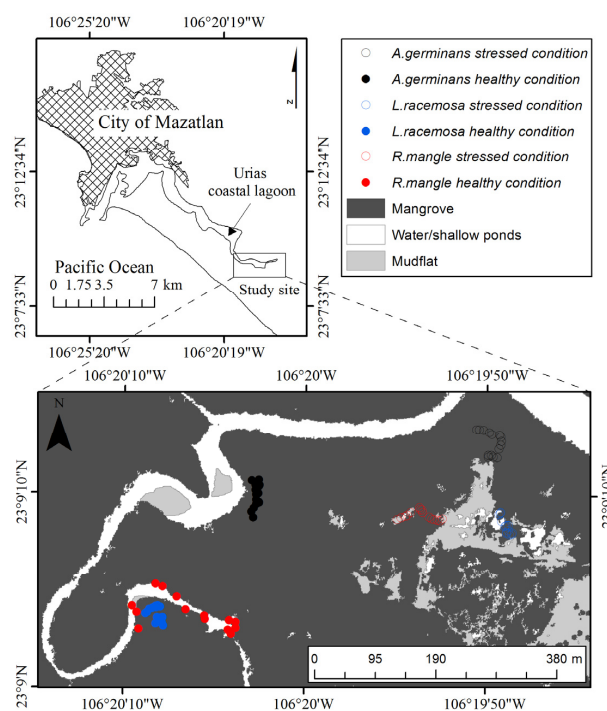 106°25'20"W 106°20'19"W
23°12'34"N
23°7'33"N
City of Mazatlan
Urias
coastal lagoon
Pacific Ocean
0 1.75 3.5 7 km
Study site
z
23°12'34"N
23°7'33"N
106°25'20"W 106°20'19"W
A.germinans stressed condition
A.germinans healthy condition
L.racemosa stressed condition
L.racemosa healthy condition
R.mangle stressed condition
R.mangle healthy condition
Mangrove
Water/shallow ponds
Mudflat
106°20'10"W 106°20'W 106°19'50"W
N
23°9'10"N
23°9'N
23°9'10"N
0 95 190 380 m
106°20'10"W 106°20'W 106°19'50"W